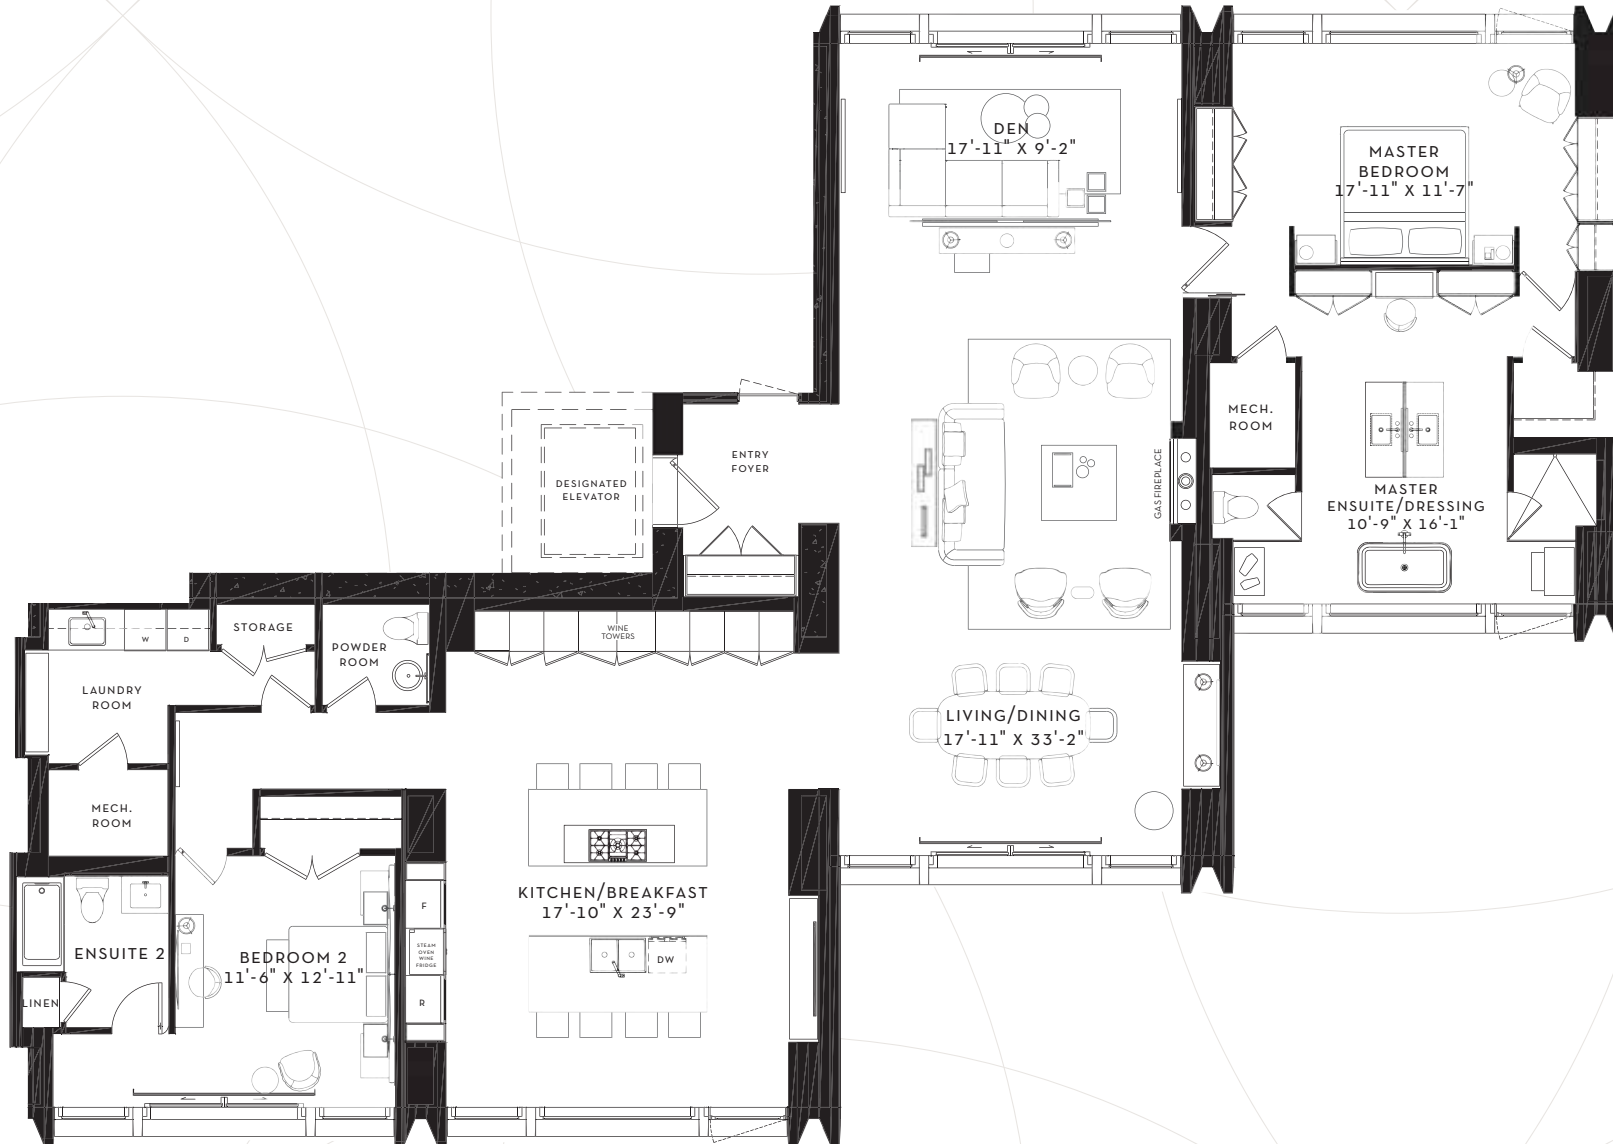 DEN
17'-11" X 9'-2"
MASTER
BEDROOM
17'-11" X 11'-7"
MECH.
ROOM
ENTRY
FOYER
DESIGNATED
ELEVATOR
GAS FIREPLACE
MASTER
ENSUITE/DRESSING
10'-9" X 16'-1"
STORAGE
W
D
WINE
TOWERS
POWDER
ROOM
LAUNDRY
ROOM
LIVING/DINING
17'-11" X 33'-2"
MECH.
ROOM
KITCHEN/BREAKFAST
17'-10" X 23'-9"
F
STEAM
OVEN
WINE
FRIDGE
R
DW
ENSUITE 2
BEDROOM 2
11'-6" X 12'-11"
LINEN